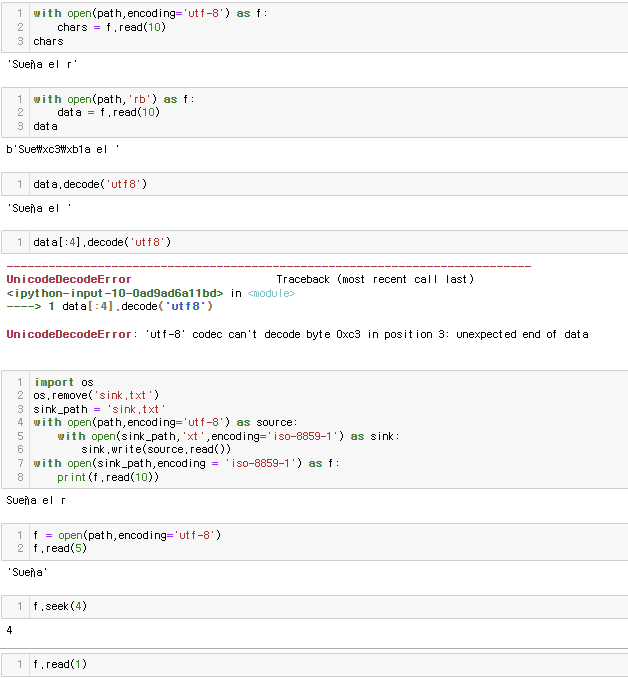 1 with open(path,encoding='utf-8') as f:
2     chars = f.read(10)
3 chars
'Sueña el r'
1 with open(path,'rb') as f:
2     data = f.read(10)
3 data
b'Sue₩xc3₩xb1a el '
1 data.decode('utf8')
'Sueña el '
1 data[:4].decode('utf8')
---------------------------------------------------------------------------
UnicodeDecodeError                        Traceback (most recent call last)
<ipython-input-10-0ad9ad6a11bd> in <module>
----> 1 data[:4].decode('utf8')
UnicodeDecodeError: 'utf-8' codec can't decode byte 0xc3 in position 3: unexpected end of data
1 import os
2 os.remove('sink.txt')
3 sink_path = 'sink.txt'
4 with open(path,encoding='utf-8') as source:
5     with open(sink_path,'xt',encoding='iso-8859-1') as sink:
6         sink.write(source.read())
7 with open(sink_path,encoding = 'iso-8859-1') as f:
8     print(f.read(10))
Sueña el r
1 f = open(path,encoding='utf-8')
2 f.read(5)
'Sueña'
1 f.seek(4)
4
1 f.read(1)